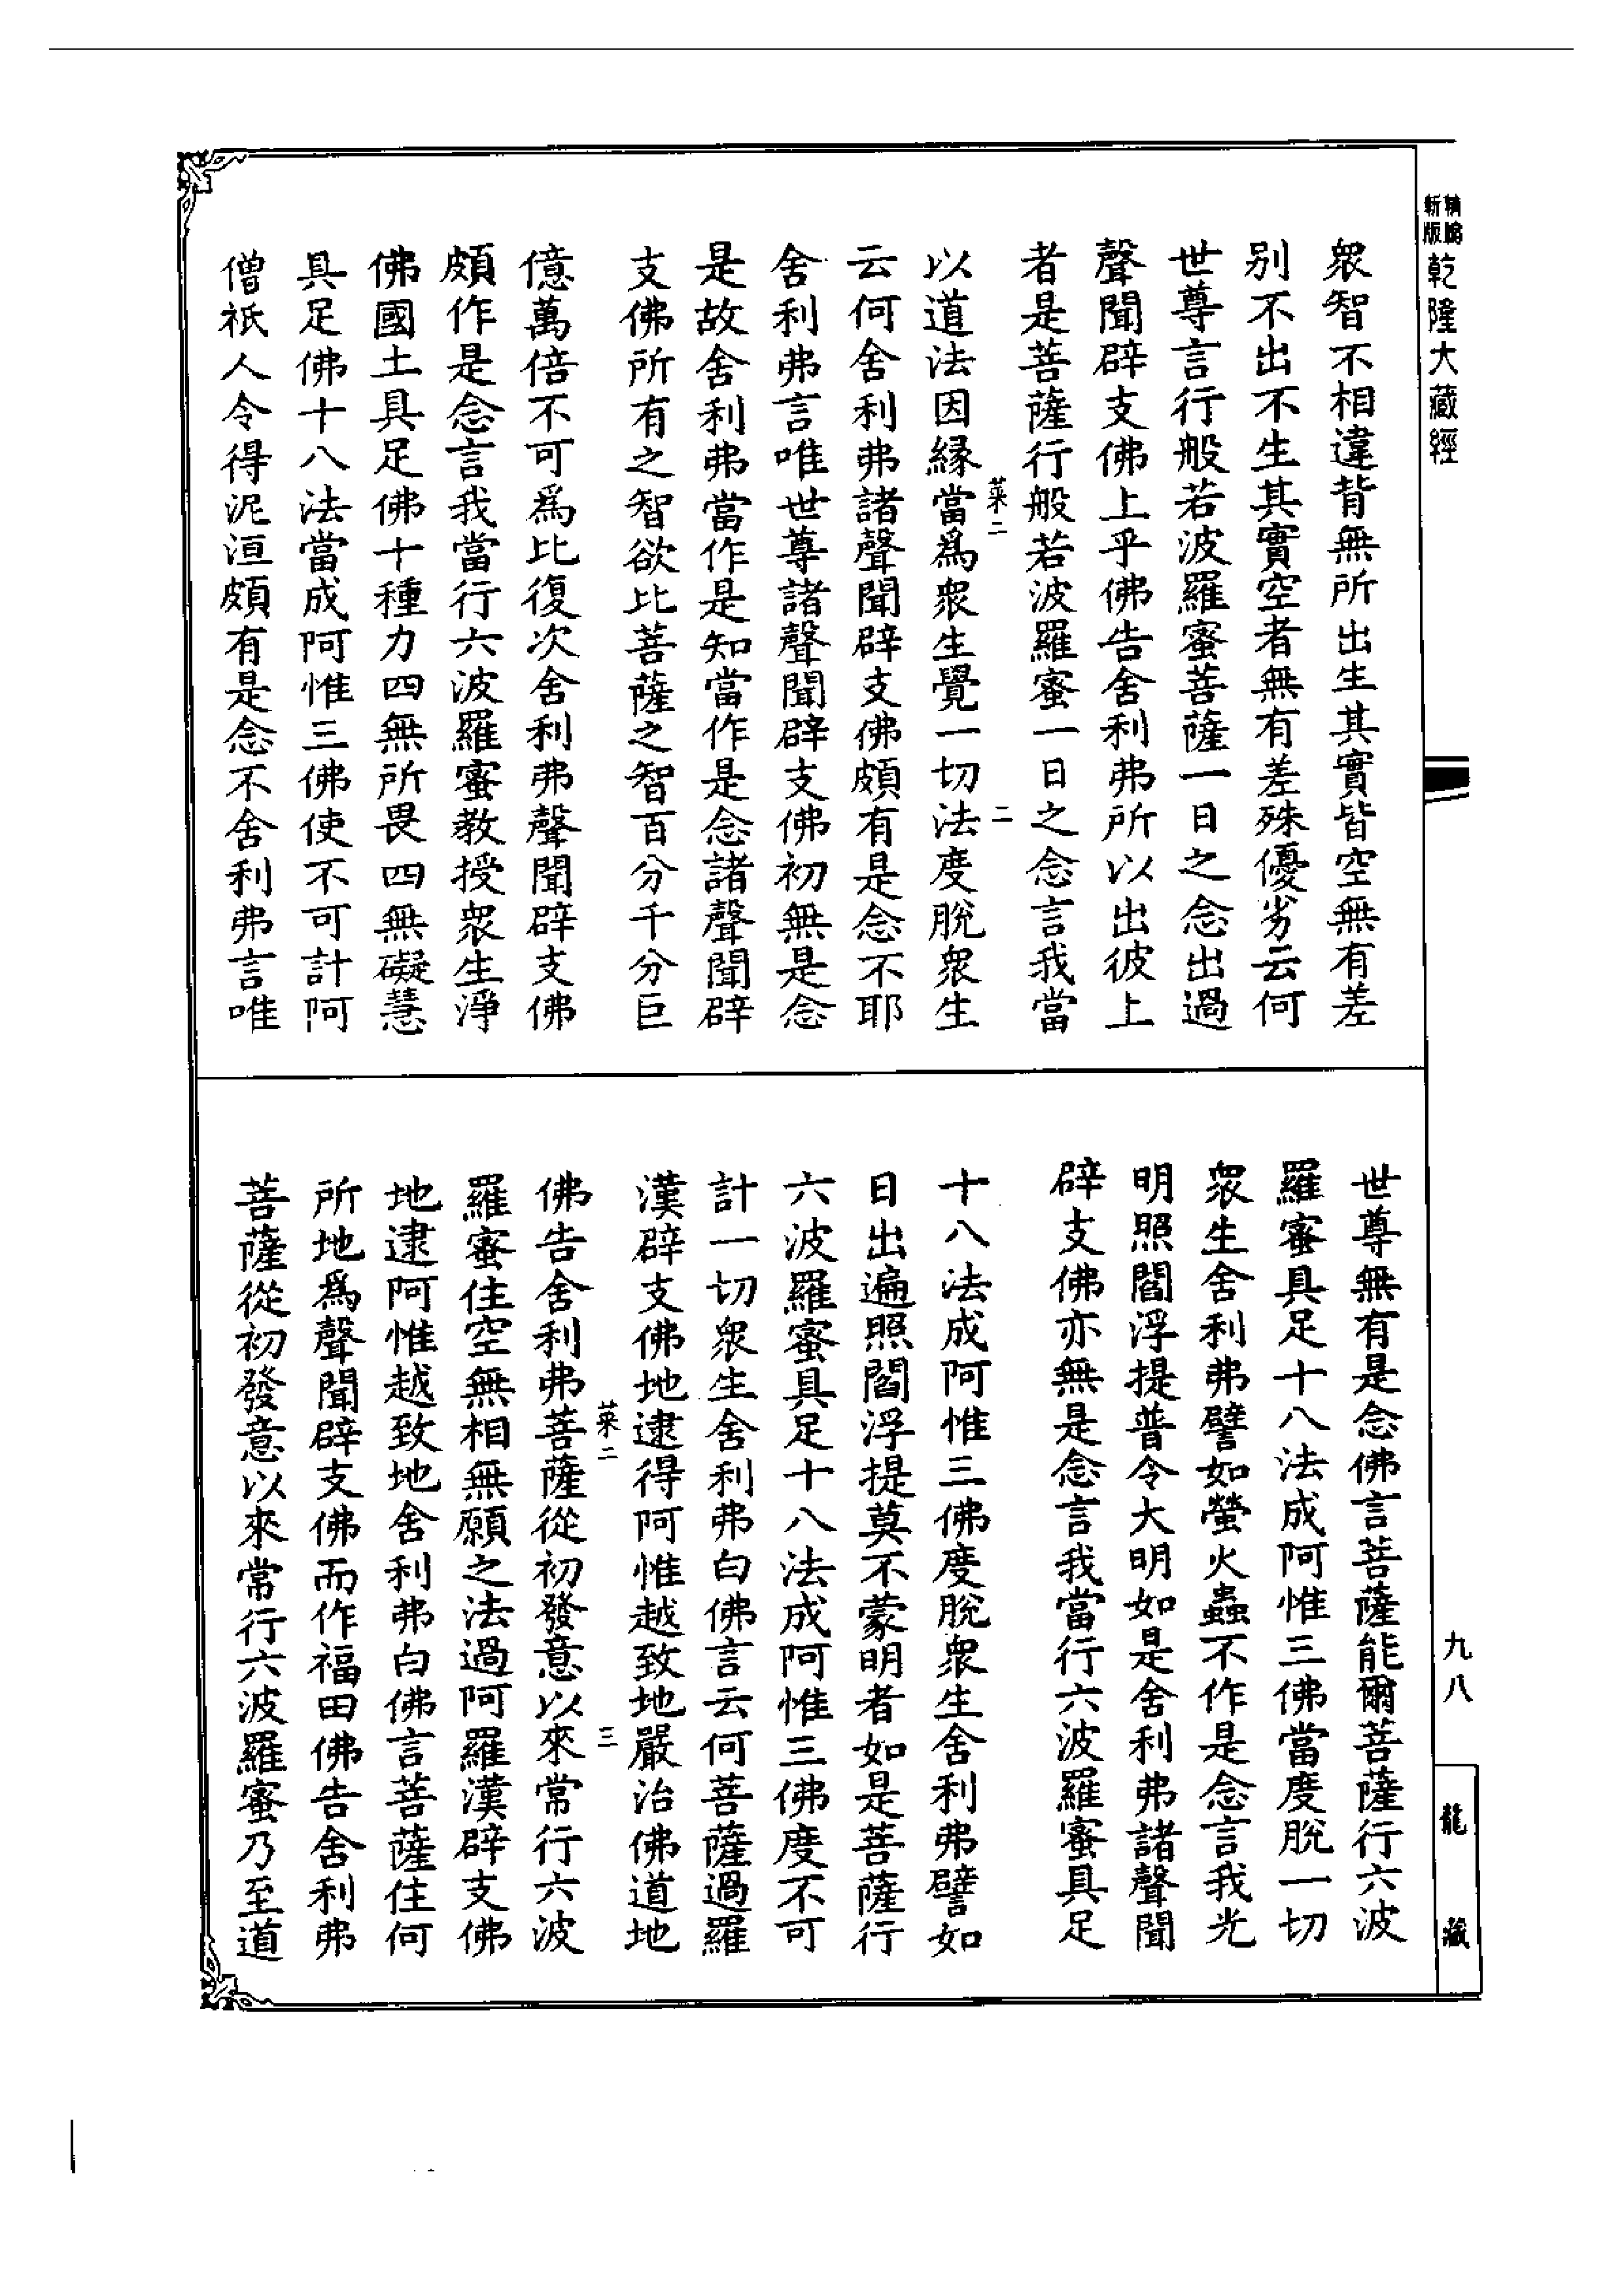 新版
乾隆大藏經
衆智不相違背無所出生其實皆空無有差
别不出不生其實空者無有差殊優劣云何
世尊言行般若波羅蜜菩薩一日之念出過
聲聞辟支佛上乎佛告舍利弗所以出彼上
者是菩薩行般若波羅蜜一日之念言我當
菜二
二
以道法因緣當爲衆生覺一切法度脫衆生
云何舍利弗諸聲聞辟支佛頗有是念不耶
舍利弗言唯世尊諸聲聞辟支佛初無是念
是故舍利弗當作是知當作是念諸聲聞辟
支佛所有之智欲比菩薩之智百分千分巨
億萬倍不可爲比復次舍利弗聲聞辟支佛
頗作是念言我當行六波羅蜜教授衆生淨
佛國土具足佛十種力四無所畏四無礙慧
具足佛十八法當成阿惟三佛使不可計阿
僧祇人令得泥洹頗有是念不舍利弗言唯
世尊無有是念佛言菩薩能爾菩薩行六波
羅蜜具足十八法成阿惟三佛當度脫一切
衆生舍利弗譬如螢火蟲不作是念言我光
明照閻浮提普令大明如是舍利弗諸聲聞
辟支佛亦無是念言我當行六波羅蜜具足
十八法成阿惟三佛度脫衆生舍利弗譬如
日出遍照閻浮提莫不蒙明者如是菩薩行
六波羅蜜具足十八法成阿惟三佛度不可
計一切衆生舍利弗白佛言云何菩薩過羅
漢辟支佛地逮得阿惟越致地嚴治佛道地
菜二
三
佛告舍利弗菩薩從初發意以來常行六波
羅蜜住空無相無願之法過阿羅漢辟支佛
地逮阿惟越致地舍利弗白佛言菩薩住何
所地爲聲聞辟支佛而作福田佛告舍利弗
菩薩從初發意以來常行六波羅蜜乃至道
九八
龍藏